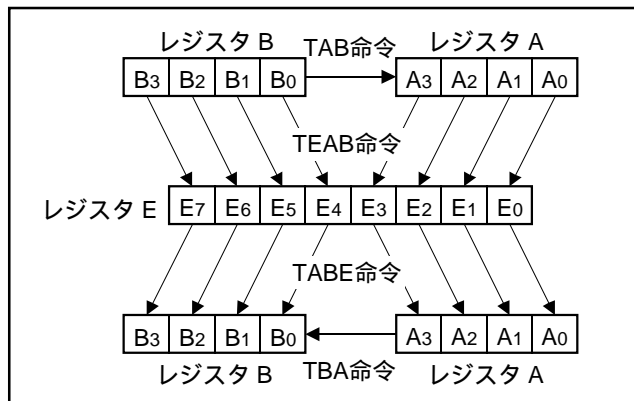 レジスタ B TAB命令 レジスタ A
B3 B2 B1 B0 A3 A2 A1 A0
TEAB命令
レジスタ E E7 E6 E5 E4 E3 E2 E1 E0
TABE命令
B3 B2 B1 B0 A3 A2 A1 A0
レジスタ B TBA命令 レジスタ A